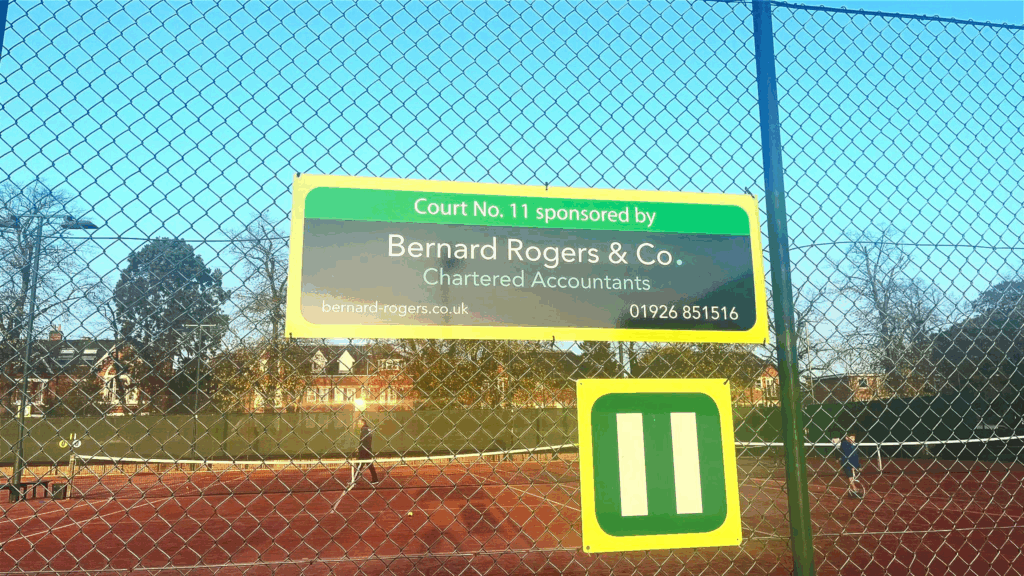 Court No. 11 sponsored by
Bernard Rogers & Co.
Chartered Accountants
bernard-rogers.co.uk 01926 851516
11